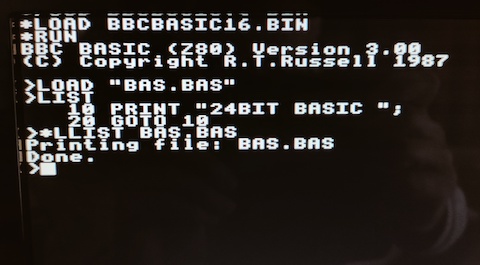 *LOAD BBCBASIC16.BIN
*RUN
BBC BASIC (Z80) Version 3.00
(C) Copyright R.T.Russell 1987
>LOAD "BAS.BAS"
>LIST
10 PRINT "24BIT BASIC ";
20 GOTO 10
>*LLIST BAS.BAS
Printing file: BAS.BAS
Done.
>